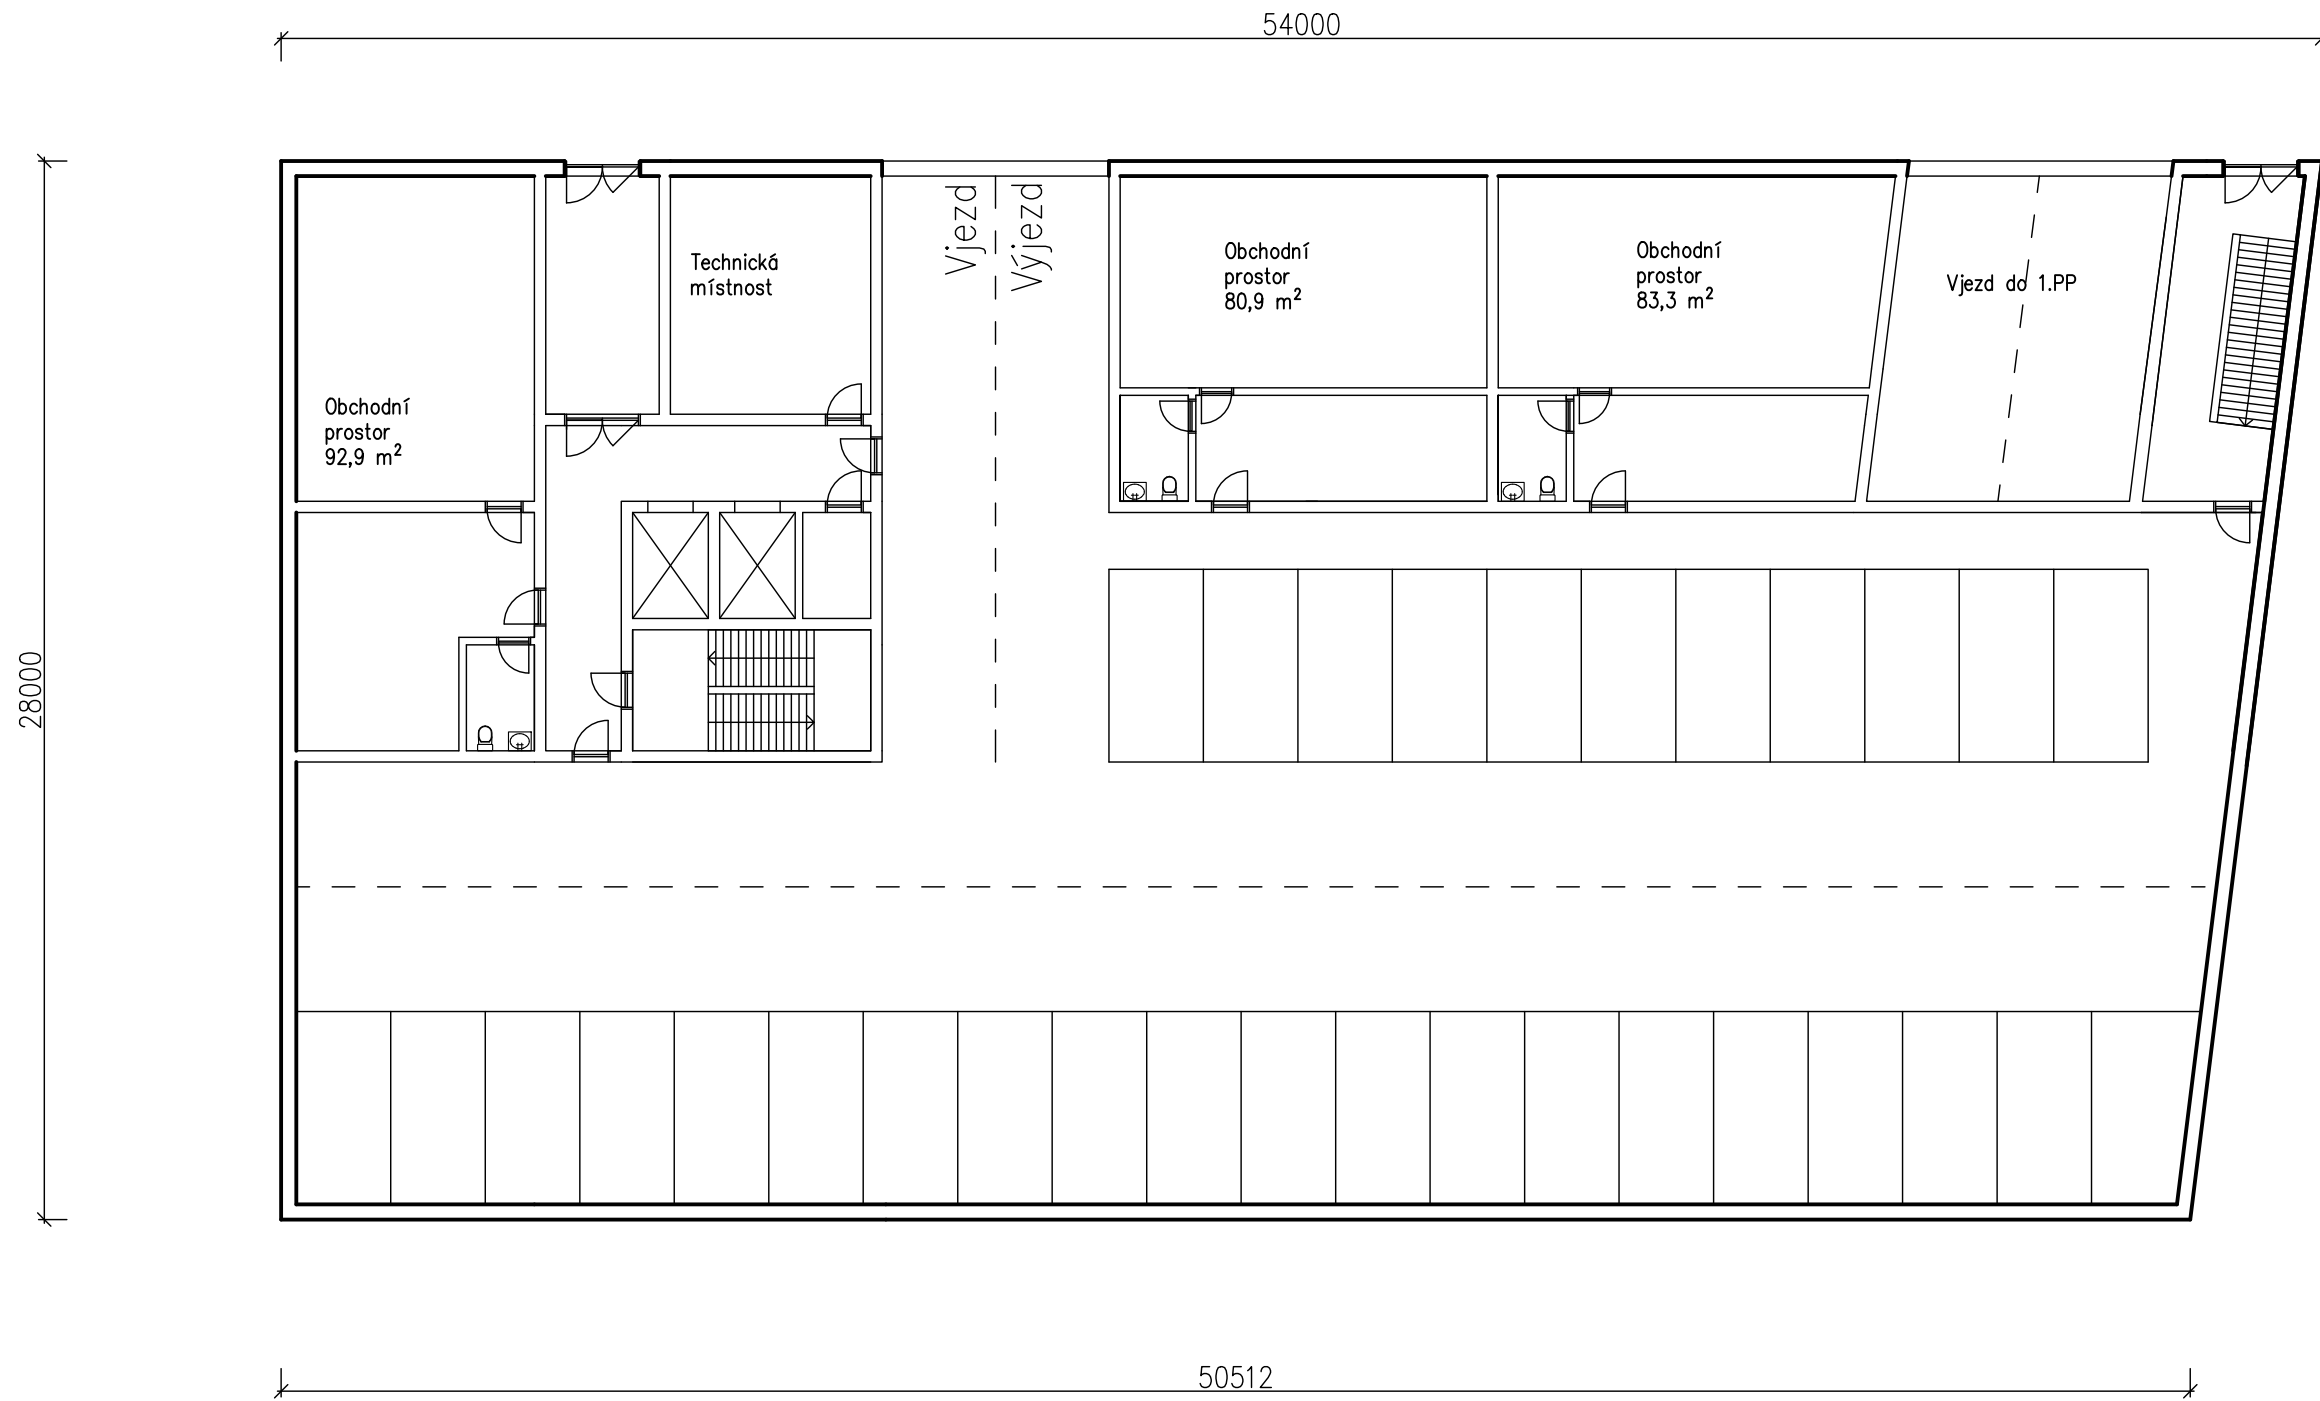 54000
Vjezd
Výjezd
Technická
místnost
Obchodní
prostor
80,9 m²
Obchodní
prostor
83,3 m²
Vjezd do 1.PP
Obchodní
prostor
92,9 m²
28000
50512